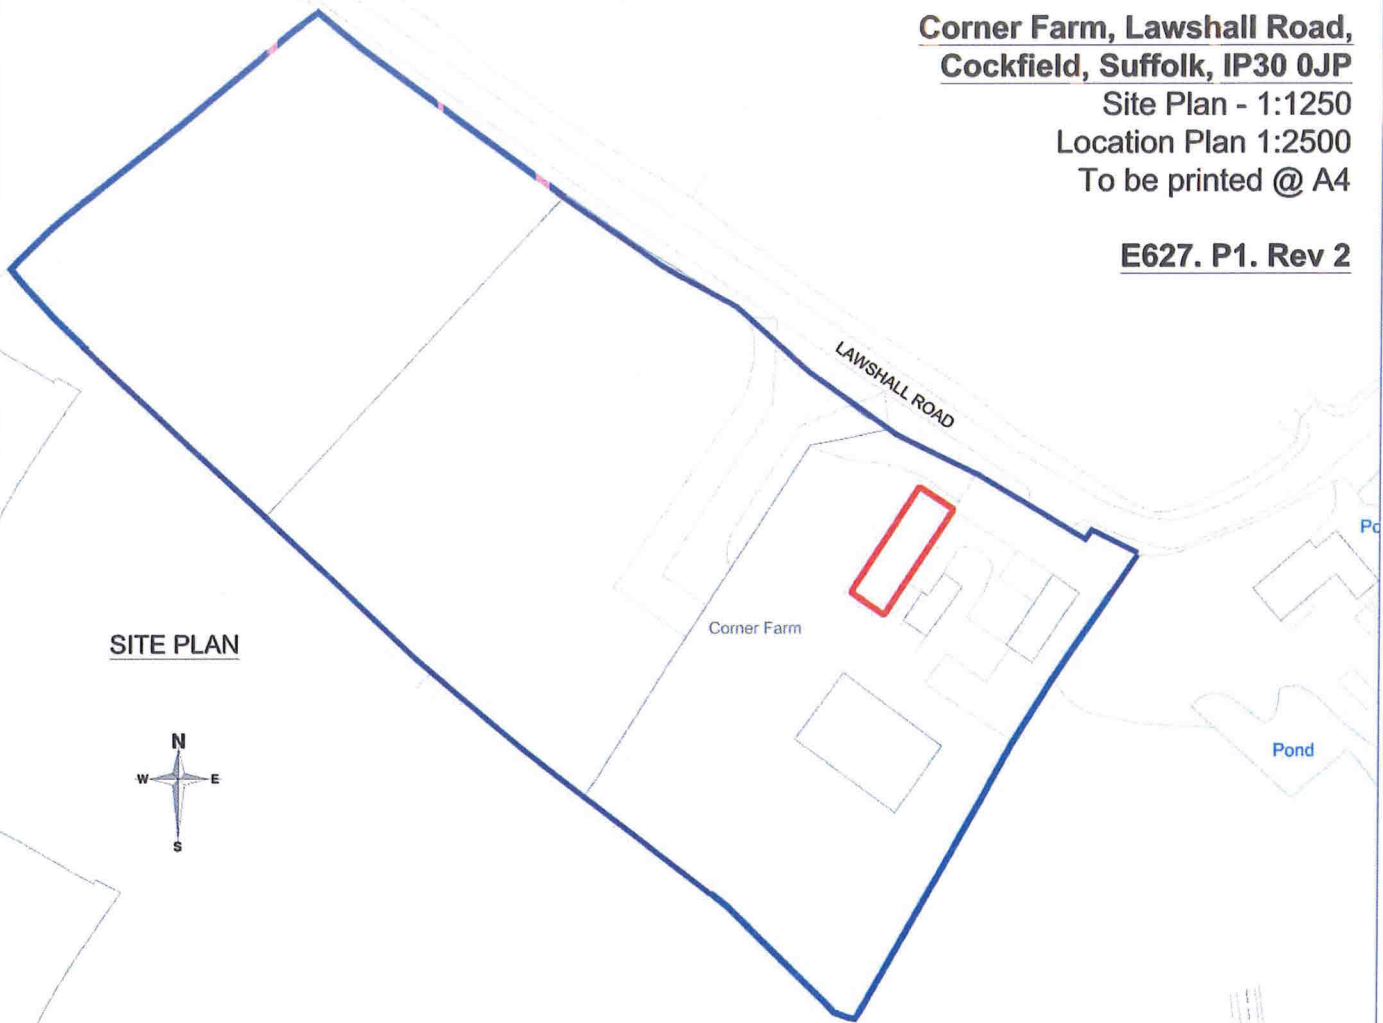 Corner Farm, Lawshall Road,
Cockfield, Suffolk, IP30 0JP
Site Plan - 1:1250
Location Plan 1:2500
To be printed @ A4
E627. P1. Rev 2
LAWSHALL ROAD
Corner Farm
SITE PLAN
N
W E
S
Pond